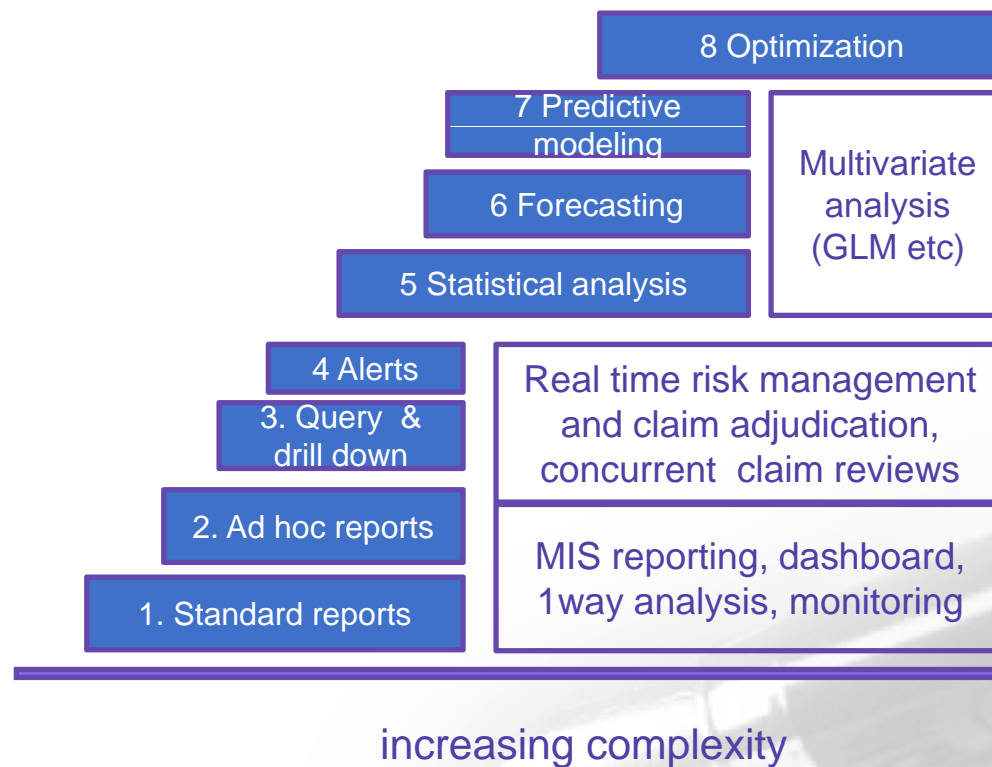 8 Optimization
7 Predictive
modeling
Multivariate
analysis
(GLM etc)
6 Forecasting
5 Statistical analysis
4 Alerts
3. Query &
drill down
Real time risk management
and claim adjudication,
concurrent claim reviews
2. Ad hoc reports
1. Standard reports
MIS reporting, dashboard,
1way analysis, monitoring
increasing complexity